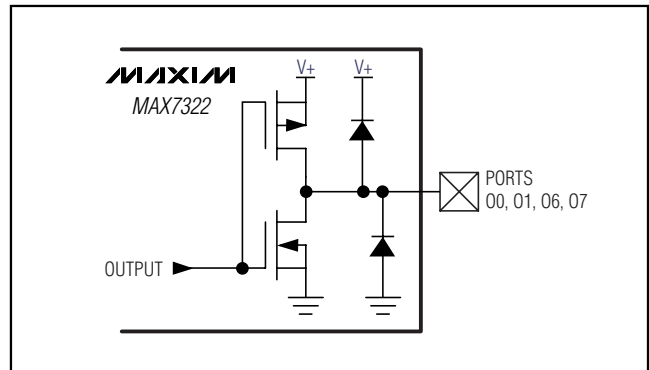 MAXIM
MAX7322
V+ V+
PORTS
O0, O1, O6, O7
OUTPUT